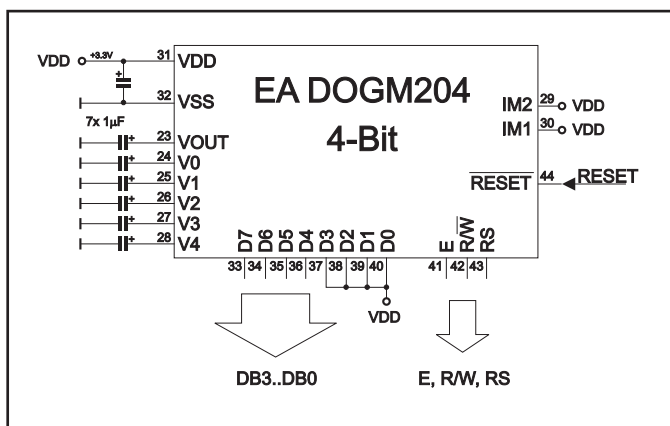 VDD +3.3V 31 VDD
+
32 VSS
7x 1µF
+ 23 VOUT
+ 24 V0
+ 25 V1
+ 26 V2
+ 27 V3
+ 28 V4
EA DOGM204
4-Bit
IM2 29 VDD
IM1 30 VDD
RESET 44 RESET
D7 D6 D5 D4 D3 D2 D1 D0
33 34 35 36 37 38 39 40
E R/W RS
41 42 43
VDD
DB3..DB0
E, R/W, RS